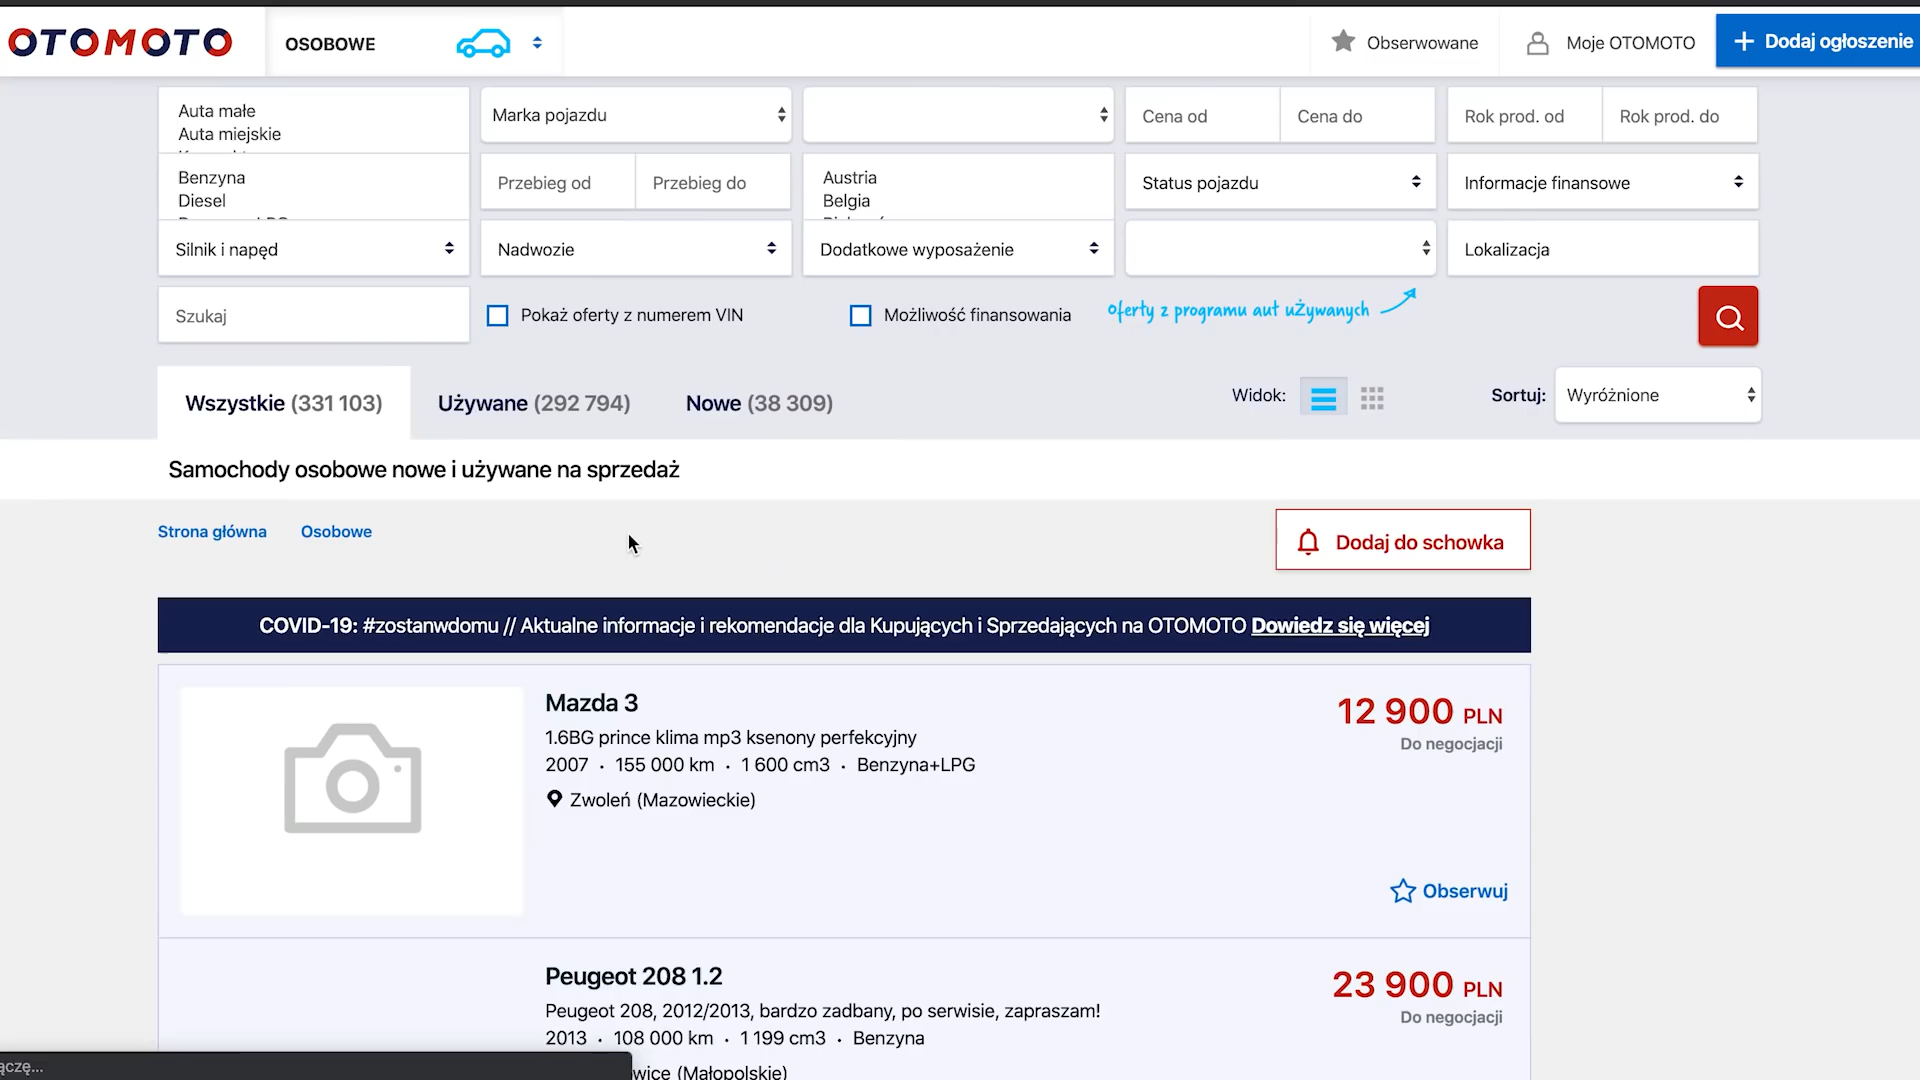 OTOMOTO
OSOBOWE
Obserwowane
Moje OTOMOTO
+ Dodaj ogłoszenie
Auta małe
Auta miejskie
Marka pojazdu
Cena od
Cena do
Rok prod. od
Rok prod. do
Benzyna
Diesel
Przebieg od
Przebieg do
Austria
Belgia
Status pojazdu
Informacje finansowe
Silnik i napęd
Nadwozie
Dodatkowe wyposażenie
Lokalizacja
Szukaj
Pokaż oferty z numerem VIN
Możliwość finansowania
oferty z programu aut używanych
Wszystkie (331 103)
Używane (292 794)
Nowe (38 309)
Widok:
Sortuj:
Wyróżnione
Samochody osobowe nowe i używane na sprzedaż
Strona główna
Osobowe
Dodaj do schowka
COVID-19: #zostanwdomu // Aktualne informacje i rekomendacje dla Kupujących i Sprzedających na OTOMOTO Dowiedz się więcej
Mazda 3
12 900 PLN
1.6BG prince klima mp3 ksenony perfekcyjny
Do negocjacji
2007 · 155 000 km · 1 600 cm3 · Benzyna+LPG
Zwoleń (Mazowieckie)
Obserwuj
Peugeot 208 1.2
23 900 PLN
Peugeot 208, 2012/2013, bardzo zadbany, po serwisie, zapraszam!
Do negocjacji
2013 · 108 000 km · 1 199 cm3 · Benzyna
(Małopolskie)